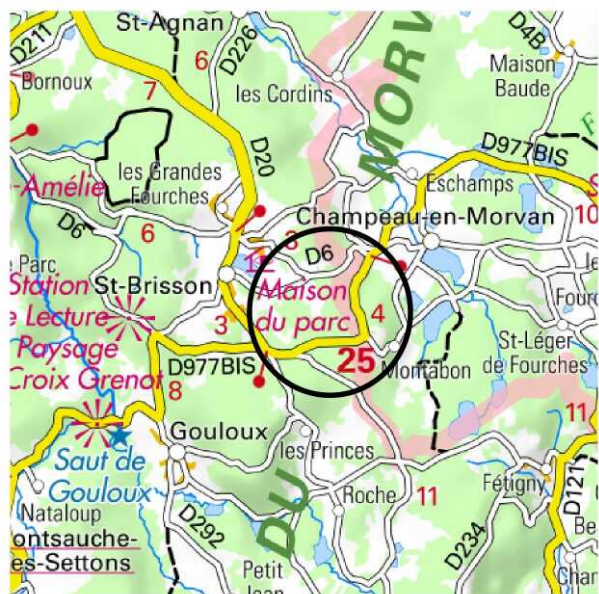 St-Agnan
D211
D226
D4B
6
Maison
Baude
Bornoux
les Cordins
MORV
7
D20
D977BIS
les Grandes
Fourches
Eschamps
-Amélie
10
Champeau-en-Morvan
D6
6
3
D6
Parc
Station
St-Brisson
Maison
du parc
e Lecture
Paysage
3
4
Croix Grenot
D977BIS
25
Montabon
St-Léger
de Fourches
8
11
Gouloux
les Princes
Saut de
Gouloux
Fétigny
D121
Roche
11
Nataloup
DU
D292
D234
ontsauche-
es-Settons
Petit